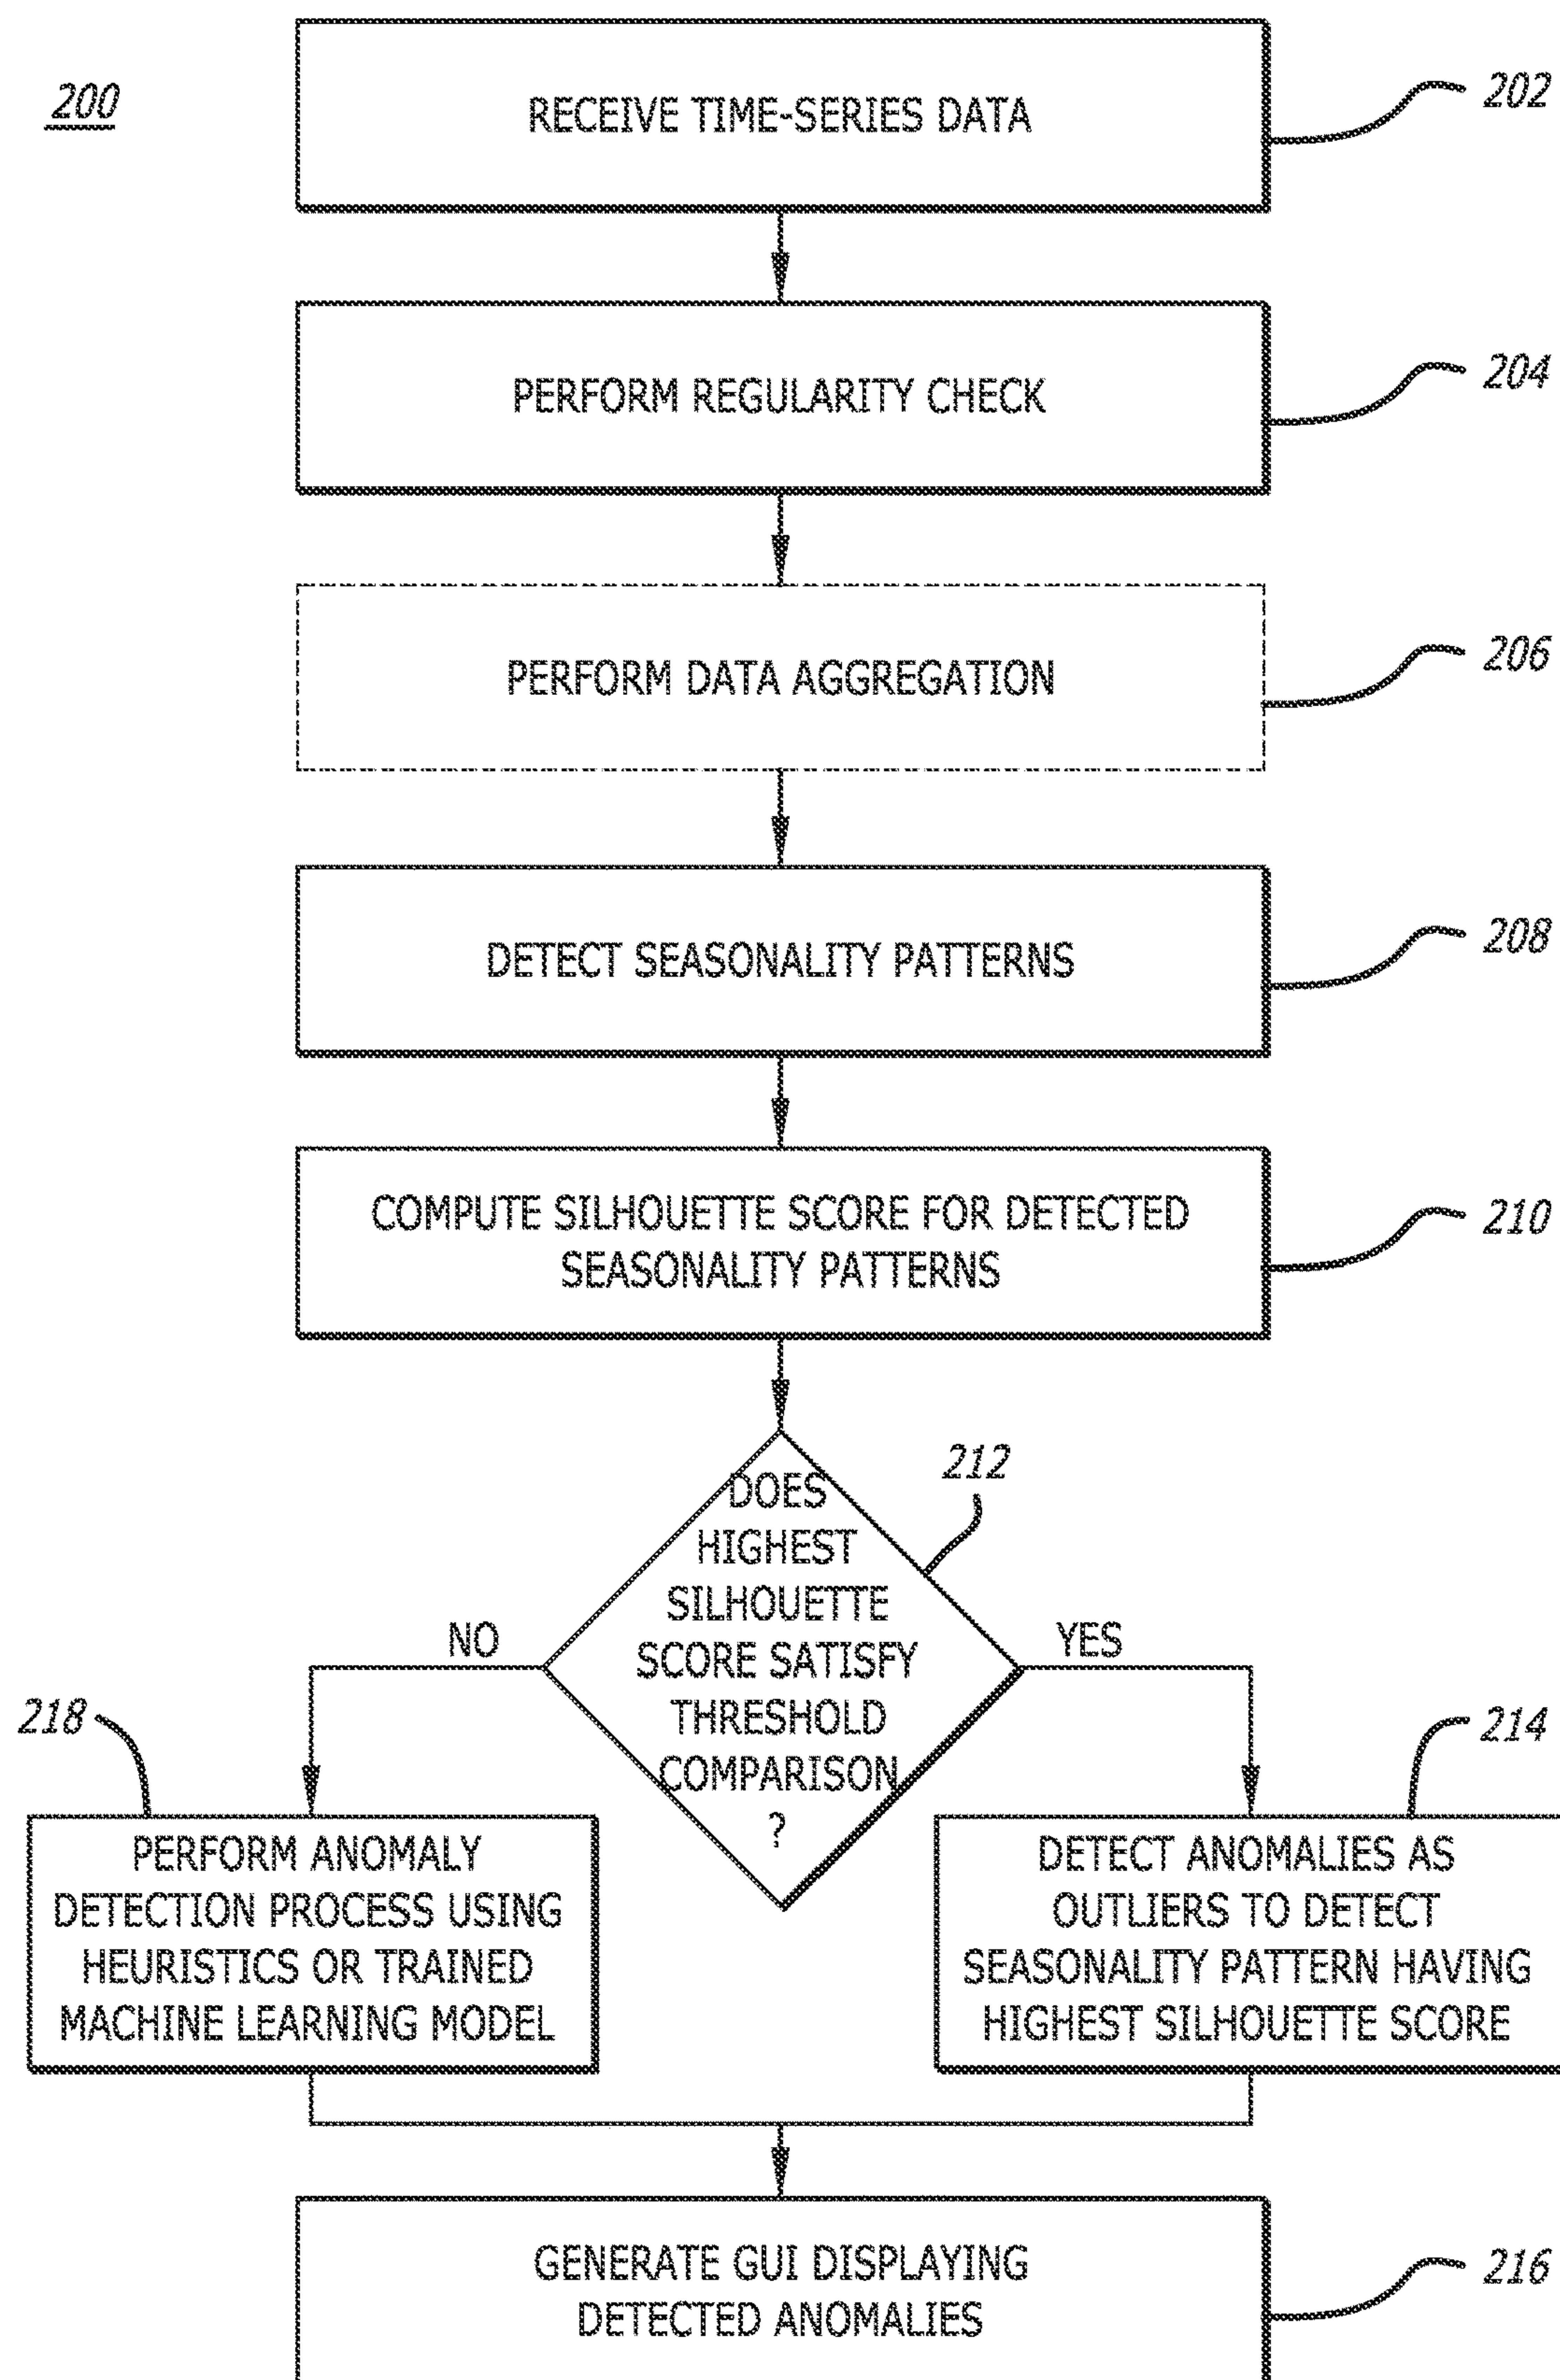 200
RECEIVE TIME-SERIES DATA
202
PERFORM REGULARITY CHECK
204
PERFORM DATA AGGREGATION
206
DETECT SEASONALITY PATTERNS
208
COMPUTE SILHOUETTE SCORE FOR DETECTED
SEASONALITY PATTERNS
210
212
DOES
HIGHEST
SILHOUETTE
SCORE SATISFY
THRESHOLD
COMPARISON
?
NO
YES
218
PERFORM ANOMALY
DETECTION PROCESS USING
HEURISTICS OR TRAINED
MACHINE LEARNING MODEL
214
DETECT ANOMALIES AS
OUTLIERS TO DETECT
SEASONALITY PATTERN HAVING
HIGHEST SILHOUETTE SCORE
GENERATE GUI DISPLAYING
DETECTED ANOMALIES
216